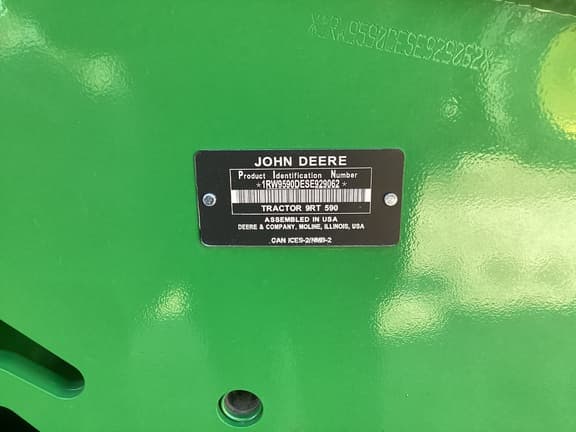 *1RW9590DESE929062*
JOHN DEERE
Product Identification Number
*1RW9590DESE929062*
TRACTOR 9RT 590
ASSEMBLED IN USA
DEERE & COMPANY, MOLINE, ILLINOIS, USA
CAN ICES-2/NMB-2